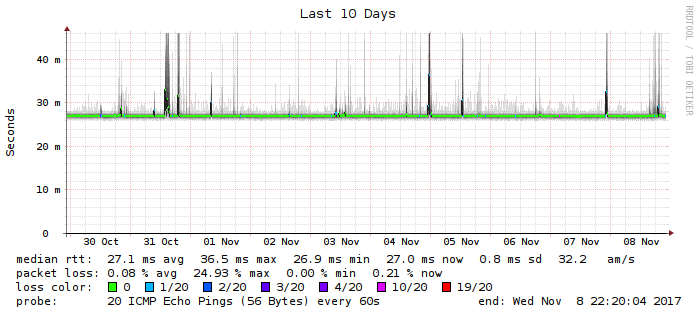 Last 10 Days
RRDTOOL / TOBI OETIKER
Seconds
40 m
30 m
20 m
10 m
0
30 Oct 31 Oct 01 Nov 02 Nov 03 Nov 04 Nov 05 Nov 06 Nov 07 Nov 08 Nov
median rtt: 27.1 ms avg 36.5 ms max 26.9 ms min 27.0 ms now 0.8 ms sd 32.2 am/s
packet loss: 0.08 % avg 24.93 % max 0.00 % min 0.21 % now
loss color: 0 1/20 2/20 3/20 4/20 10/20 19/20
probe: 20 ICMP Echo Pings (56 Bytes) every 60s end: Wed Nov 8 22:20:04 2017